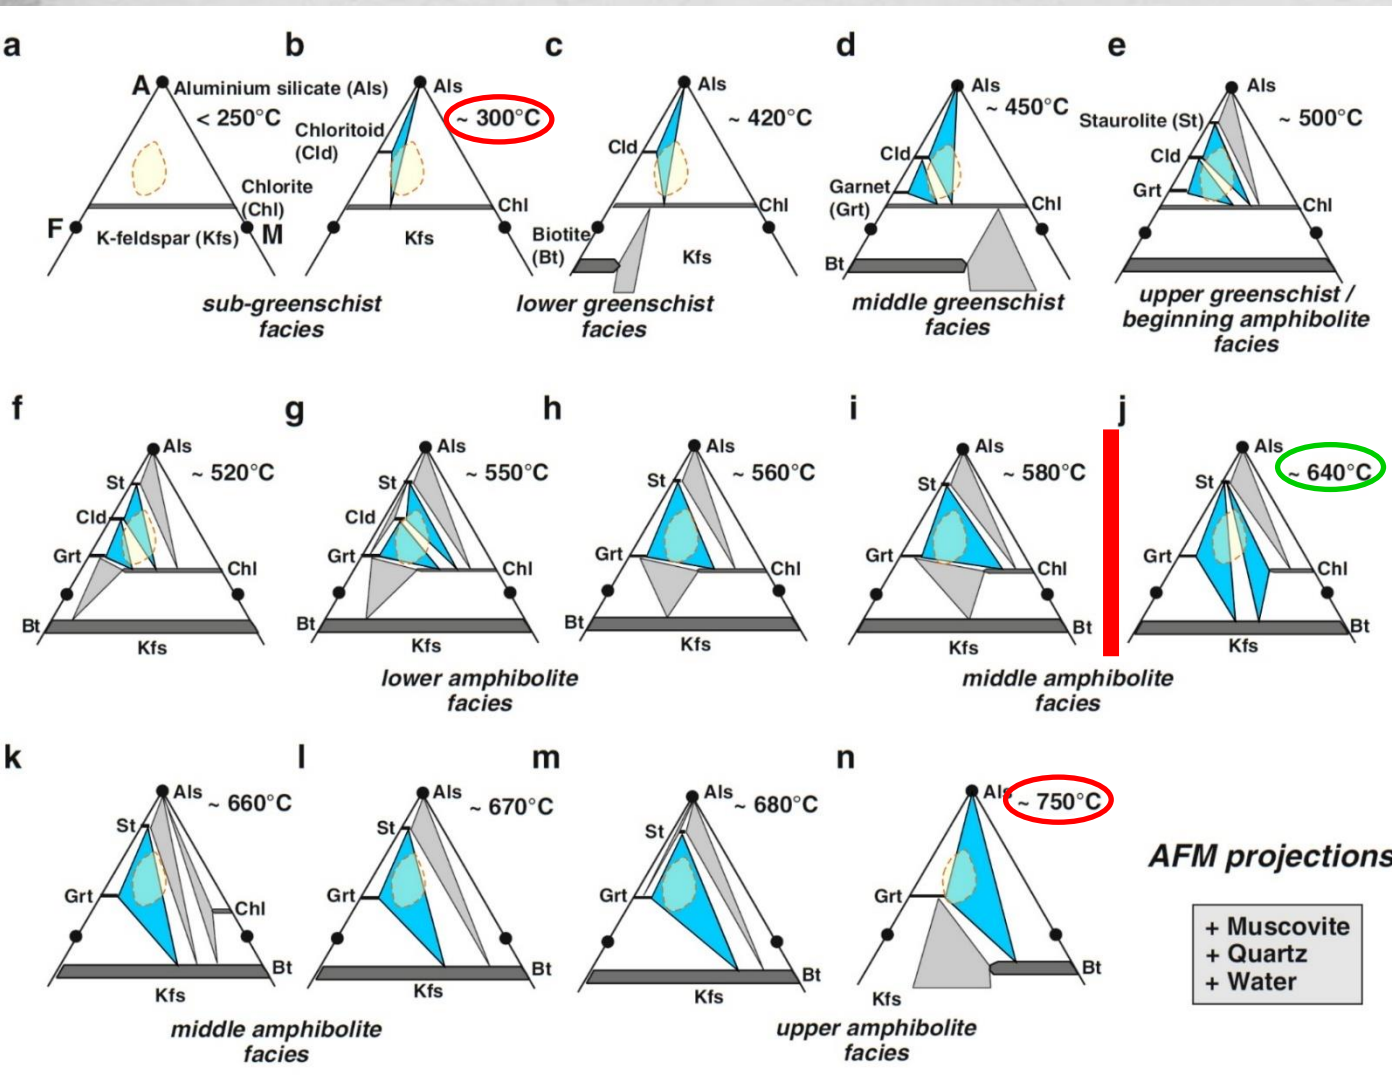 a
A
Aluminium silicate (Als)
< 250°C
Chlorite
(Chl)
F
K-feldspar (Kfs)
M
b
Als
~ 300°C
Chloritoid
(Cld)
Chl
Kfs
sub-greenschist
facies
c
Als
~ 420°C
Cld
Chl
Biotite
(Bt)
Kfs
lower greenschist
facies
d
Als
~ 450°C
Cld
Garnet
(Grt)
Chl
Bt
middle greenschist
facies
e
Als
~ 500°C
Staurolite (St)
Cld
Grt
Chl
upper greenschist /
beginning amphibolite
facies
f
Als
~ 520°C
St
Cld
Grt
Chl
Bt
Kfs
g
Als
~ 550°C
St
Cld
Grt
Chl
Bt
Kfs
h
Als
~ 560°C
St
Grt
Chl
Bt
Kfs
lower amphibolite
facies
i
Als
~ 580°C
St
Grt
Chl
Bt
Kfs
j
Als
~ 640°C
St
Grt
Chl
Bt
Kfs
middle amphibolite
facies
k
Als
~ 660°C
St
Grt
Chl
Bt
Kfs
l
Als
~ 670°C
St
Grt
Bt
Kfs
middle amphibolite
facies
m
Als
~ 680°C
St
Grt
Bt
Kfs
n
Als
~ 750°C
Grt
Bt
Kfs
upper amphibolite
facies
AFM projections
+ Muscovite
+ Quartz
+ Water